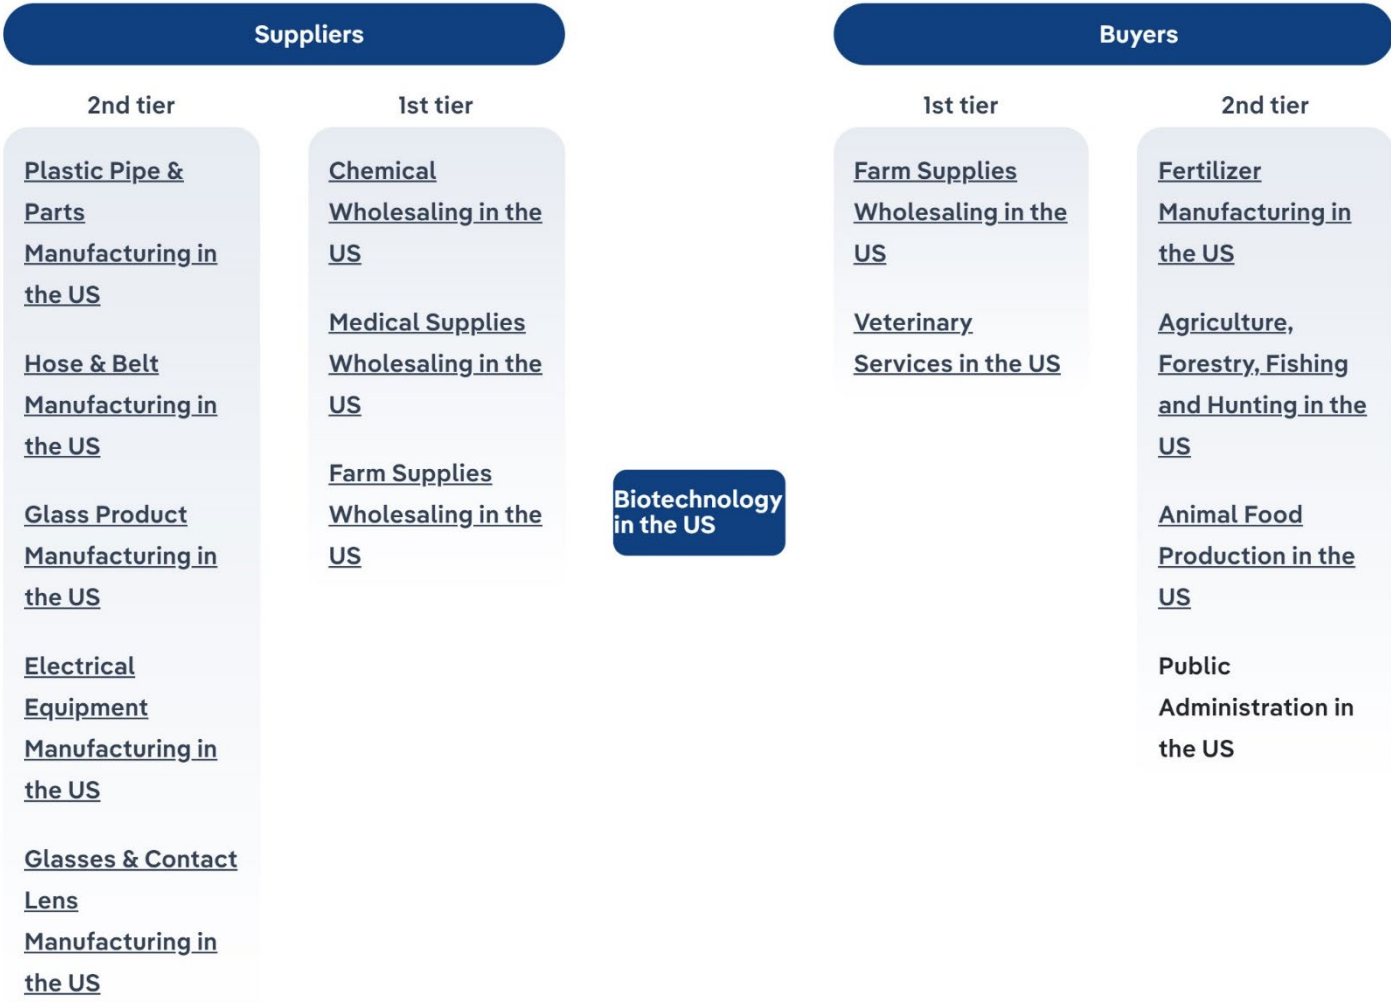 Suppliers
2nd tier
Plastic Pipe &
Parts
Manufacturing in
the US
Hose & Belt
Manufacturing in
the US
Glass Product
Manufacturing in
the US
Electrical
Equipment
Manufacturing in
the US
Glasses & Contact
Lens
Manufacturing in
the US
1st tier
Chemical
Wholesaling in the
US
Medical Supplies
Wholesaling in the
US
Farm Supplies
Wholesaling in the
US
Biotechnology
in the US
Buyers
1st tier
Farm Supplies
Wholesaling in the
US
Veterinary
Services in the US
2nd tier
Fertilizer
Manufacturing in
the US
Agriculture,
Forestry, Fishing
and Hunting in the
US
Animal Food
Production in the
US
Public
Administration in
the US